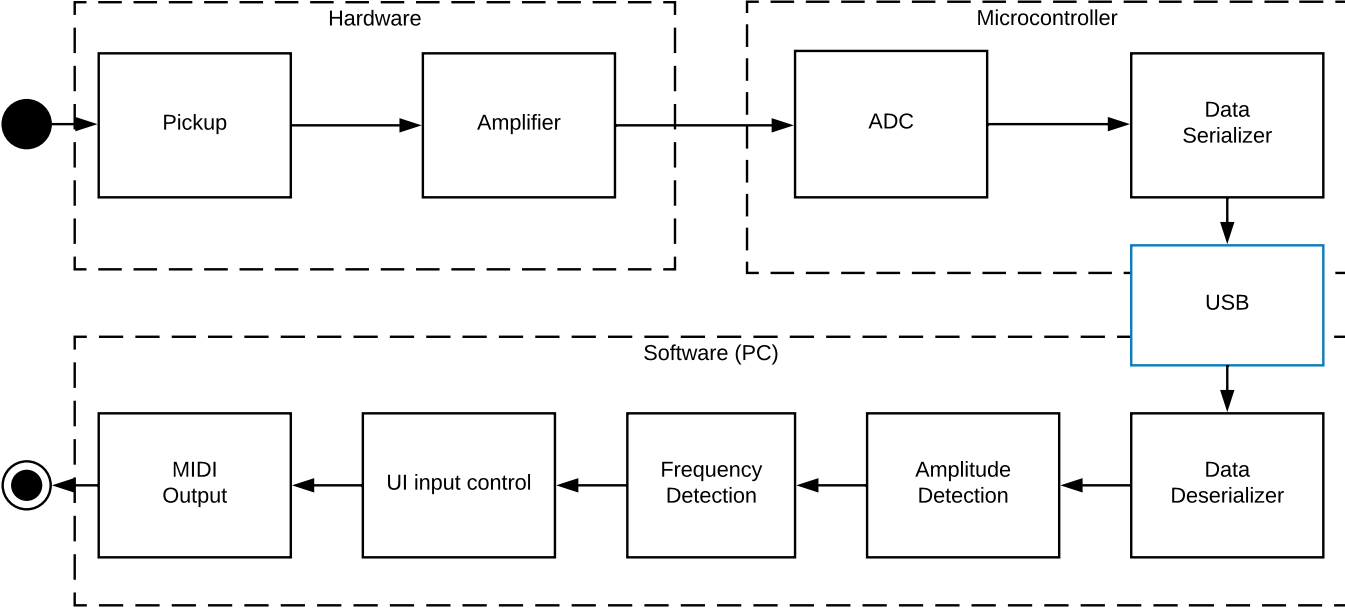 Hardware
Microcontroller
Pickup
Amplifier
ADC
Data
Serializer
USB
Software (PC)
MIDI
Output
UI input control
Frequency
Detection
Amplitude
Detection
Data
Deserializer